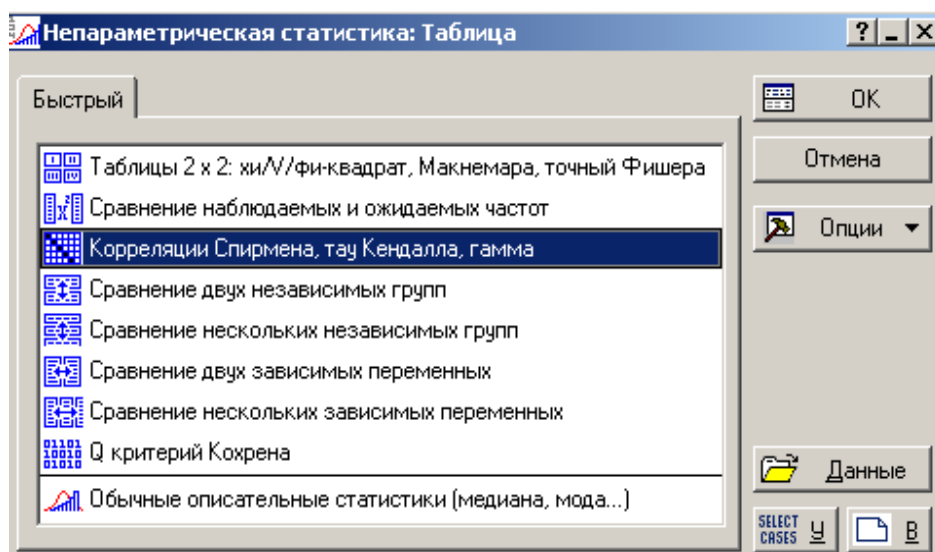 Непараметрическая статистика: Таблица
Быстрый
Таблицы 2 x 2: хи/V/фи-квадрат, Макнемара, точный Фишера
Сравнение наблюдаемых и ожидаемых частот
Корреляции Спирмена, тау Кендалла, гамма
Сравнение двух независимых групп
Сравнение нескольких независимых групп
Сравнение двух зависимых переменных
Сравнение нескольких зависимых переменных
Q критерий Кохрена
Обычные описательные статистики (медиана, мода...)
OK
Отмена
Опции
Данные
SELECT CASES У
В